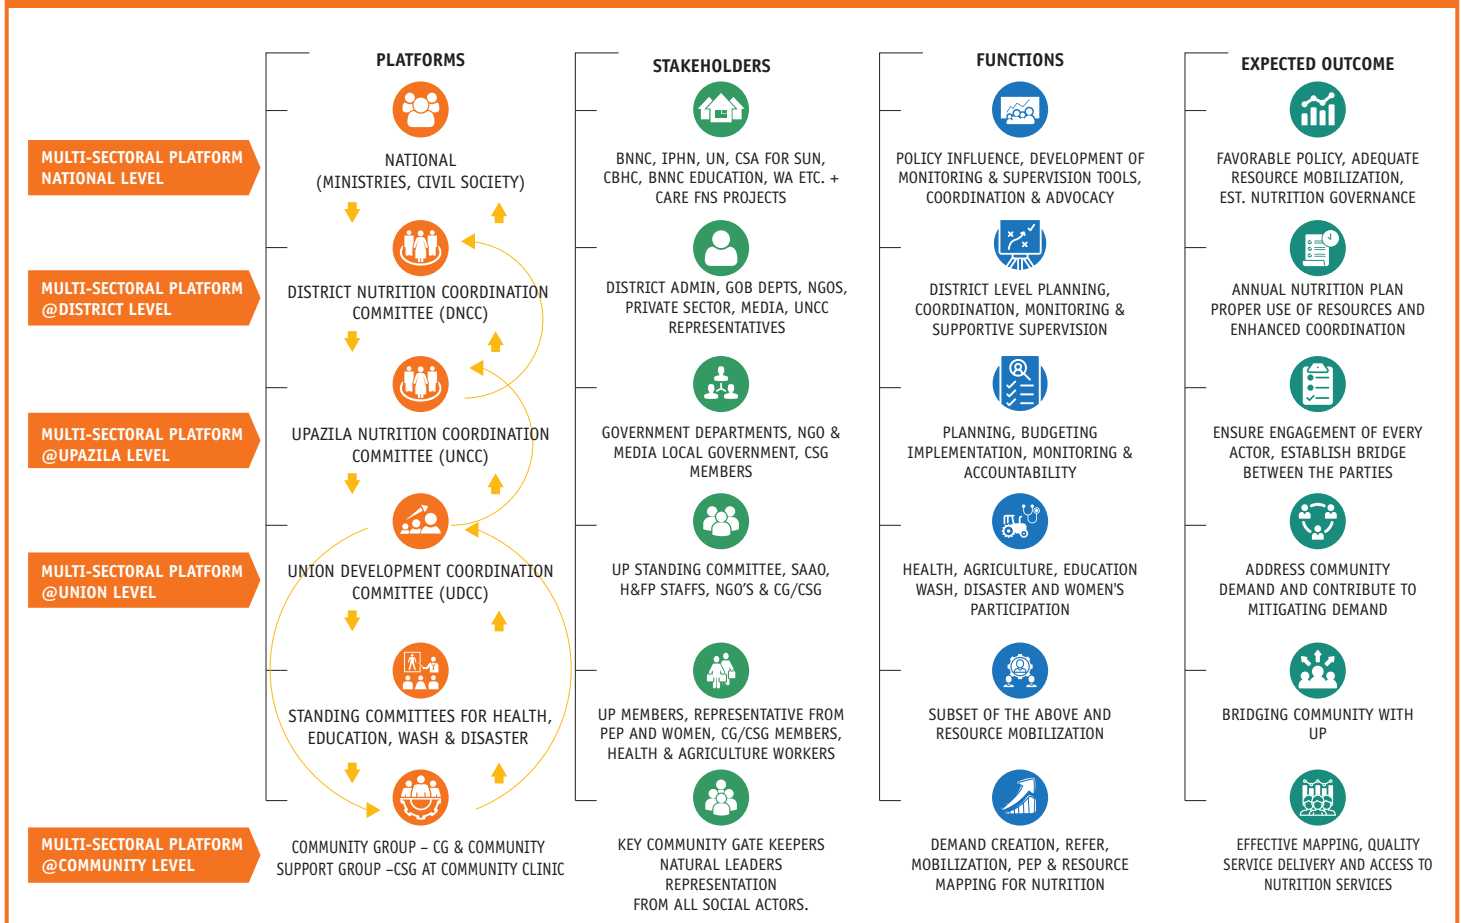 PLATFORMS
STAKEHOLDERS
FUNCTIONS
EXPECTED OUTCOME
MULTI-SECTORAL PLATFORM
NATIONAL LEVEL
NATIONAL
(MINISTRIES, CIVIL SOCIETY)
BNNC, IPHN, UN, CSA FOR SUN,
CBHC, BNNC EDUCATION, WA ETC. +
CARE FNS PROJECTS
POLICY INFLUENCE, DEVELOPMENT OF
MONITORING & SUPERVISION TOOLS,
COORDINATION & ADVOCACY
FAVORABLE POLICY, ADEQUATE
RESOURCE MOBILIZATION,
EST. NUTRITION GOVERNANCE
MULTI-SECTORAL PLATFORM
@DISTRICT LEVEL
DISTRICT NUTRITION COORDINATION
COMMITTEE (DNCC)
DISTRICT ADMIN, GOB DEPTS, NGOS,
PRIVATE SECTOR, MEDIA, UNCC
REPRESENTATIVES
DISTRICT LEVEL PLANNING,
COORDINATION, MONITORING &
SUPPORTIVE SUPERVISION
ANNUAL NUTRITION PLAN
PROPER USE OF RESOURCES AND
ENHANCED COORDINATION
MULTI-SECTORAL PLATFORM
@UPAZILA LEVEL
UPAZILA NUTRITION COORDINATION
COMMITTEE (UNCC)
GOVERNMENT DEPARTMENTS, NGO &
MEDIA LOCAL GOVERNMENT, CSG
MEMBERS
PLANNING, BUDGETING
IMPLEMENTATION, MONITORING &
ACCOUNTABILITY
ENSURE ENGAGEMENT OF EVERY
ACTOR, ESTABLISH BRIDGE
BETWEEN THE PARTIES
MULTI-SECTORAL PLATFORM
@UNION LEVEL
UNION DEVELOPMENT COORDINATION
COMMITTEE (UDCC)
UP STANDING COMMITTEE, SAAO,
H&FP STAFFS, NGO'S & CG/CSG
HEALTH, AGRICULTURE, EDUCATION
WASH, DISASTER AND WOMEN'S
PARTICIPATION
ADDRESS COMMUNITY
DEMAND AND CONTRIBUTE TO
MITIGATING DEMAND
STANDING COMMITTEES FOR HEALTH,
EDUCATION, WASH & DISASTER
UP MEMBERS, REPRESENTATIVE FROM
PEP AND WOMEN, CG/CSG MEMBERS,
HEALTH & AGRICULTURE WORKERS
SUBSET OF THE ABOVE AND
RESOURCE MOBILIZATION
BRIDGING COMMUNITY WITH
UP
MULTI-SECTORAL PLATFORM
@COMMUNITY LEVEL
COMMUNITY GROUP – CG & COMMUNITY
SUPPORT GROUP –CSG AT COMMUNITY CLINIC
KEY COMMUNITY GATE KEEPERS
NATURAL LEADERS
REPRESENTATION
FROM ALL SOCIAL ACTORS.
DEMAND CREATION, REFER,
MOBILIZATION, PEP & RESOURCE
MAPPING FOR NUTRITION
EFFECTIVE MAPPING, QUALITY
SERVICE DELIVERY AND ACCESS TO
NUTRITION SERVICES